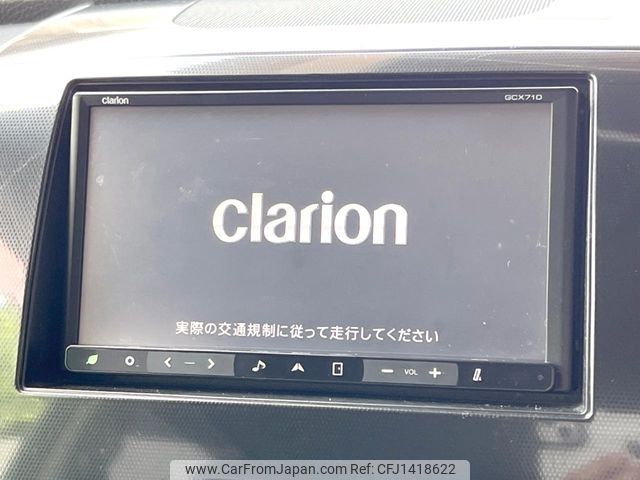 clarion
GCX710
clarion
実際の交通規制に従って走行してください
VOL
www.CarFromJapan.com CFJ1418622